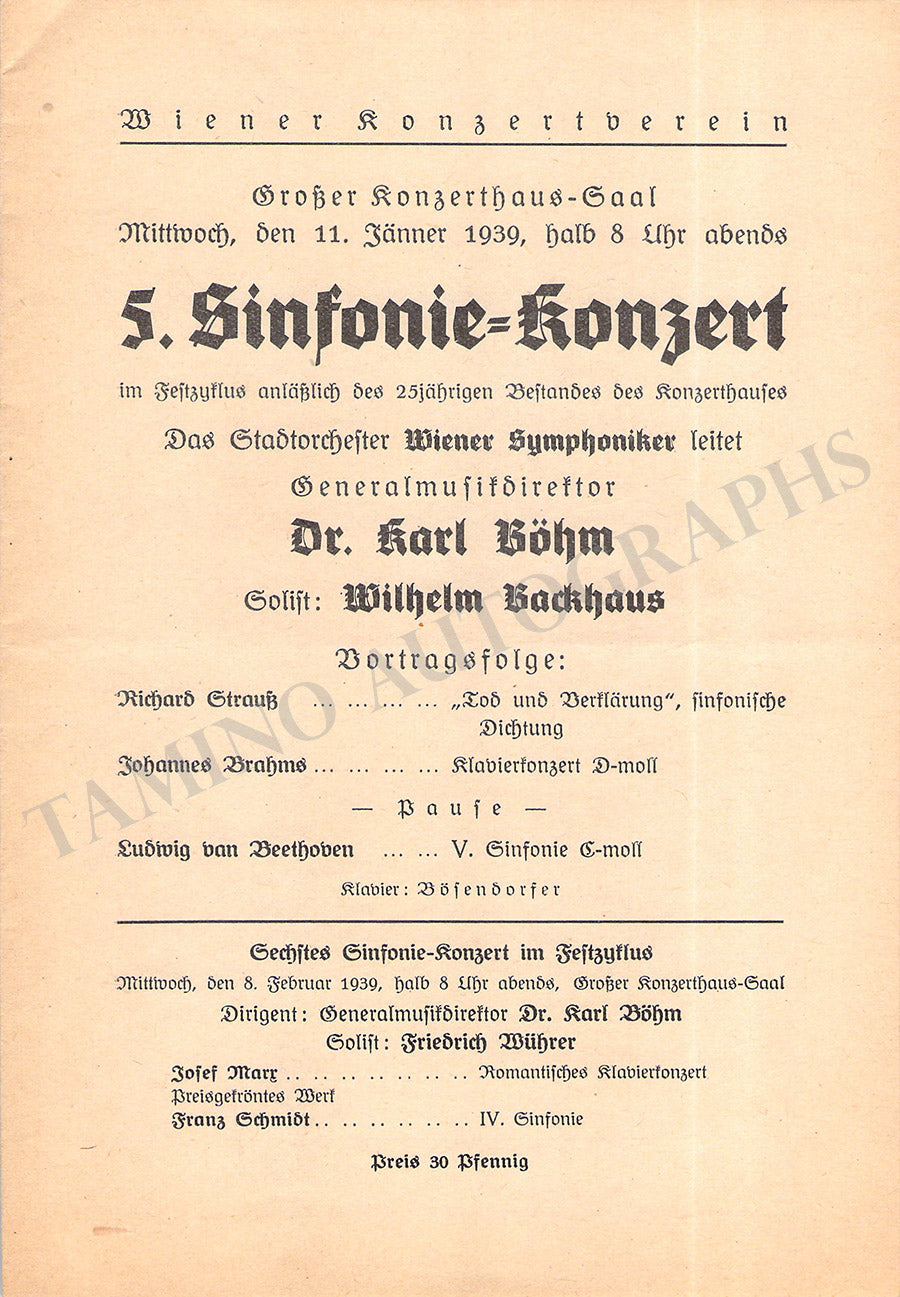 Wiener Konzertverein
Großer Konzerthaus-Saal
Mittwoch, den 11. Jänner 1939, halb 8 Uhr abends
5. Sinfonie-Konzert
im Festzyklus anläßlich des 25jährigen Bestandes des Konzerthauses
Das Stadtorchester Wiener Symphoniker leitet
Generalmusikdirektor
Dr. Karl Böhm
Solist: Wilhelm Backhaus
Vortragsfolge:
Richard Strauß ... ... ... ... „Tod und Verklärung“, sinfonische
Dichtung
Johannes Brahms ... ... ... ... Klavierkonzert D-moll
— Pause —
Ludwig van Beethoven ... ... V. Sinfonie C-moll
Klavier: Bösendorfer
Sechstes Sinfonie-Konzert im Festzyklus
Mittwoch, den 8. Februar 1939, halb 8 Uhr abends, Großer Konzerthaus-Saal
Dirigent: Generalmusikdirektor Dr. Karl Böhm
Solist: Friedrich Wührer
Josef Marx .. .. .. .. .. .. .. Romantisches Klavierkonzert
Preisgekröntes Werk
Franz Schmidt .. .. .. .. .. .. IV. Sinfonie
Preis 30 Pfennig
TAMINO AUTOGRAPHS